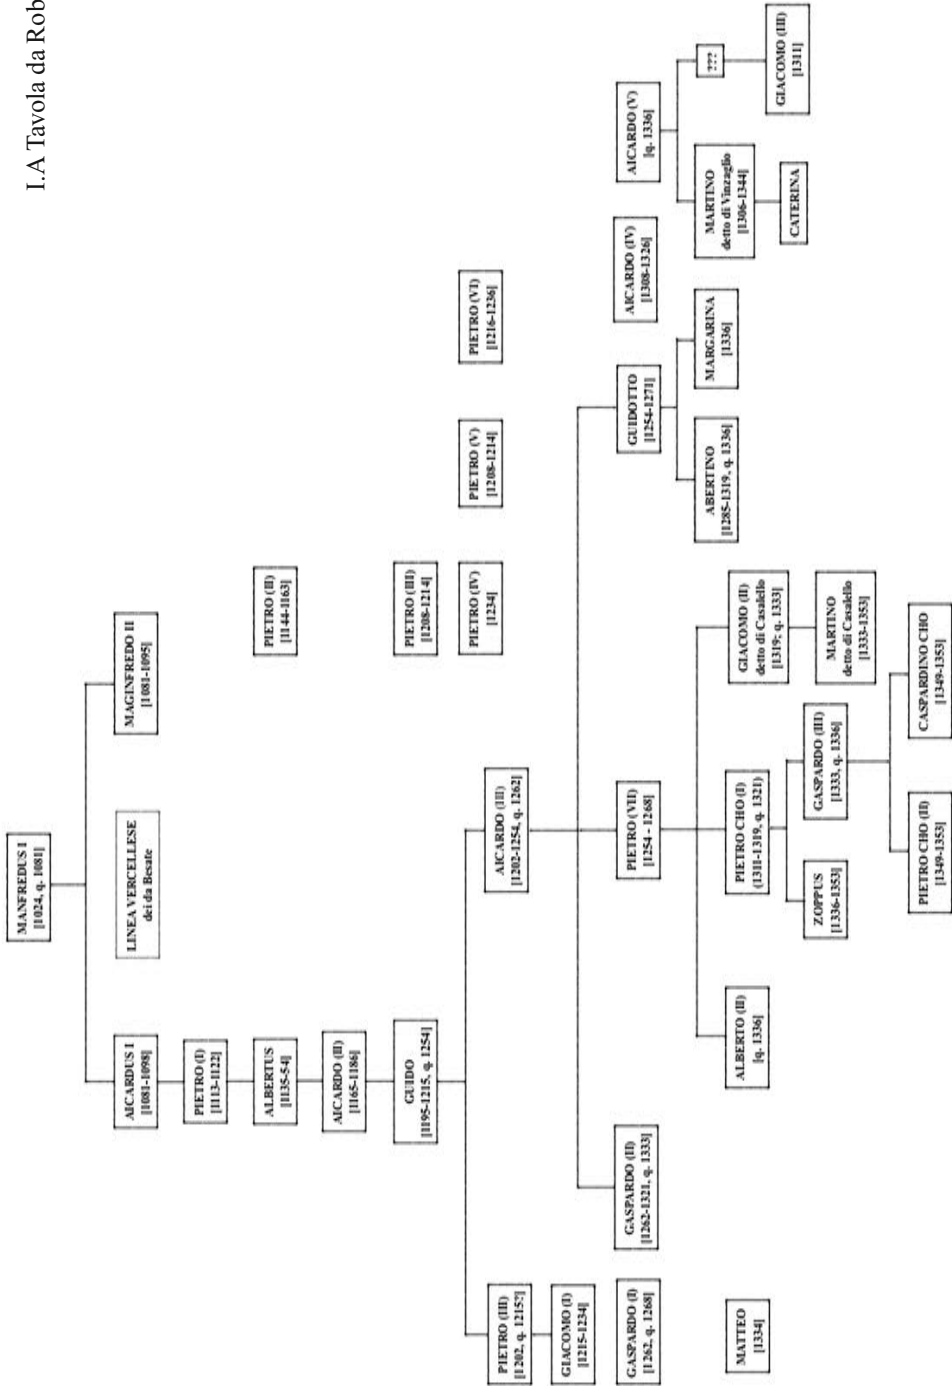 I.A Tavola da Rob
MANFREDUS I
[1024, q. 1081]
AICARDUS I
[1081-1098]
LINEA VERCELLESE
dei da Besate
MAGINFREDO II
[1081-1095]
PIETRO (I)
[1113-1122]
ALBERTUS
[1135-54]
PIETRO (II)
[1144-1163]
AICARDO (II)
[1165-1186]
GUIDO
[1195-1215, q. 1254]
PIETRO (III)
[1208-1214]
PIETRO (IV)
[1234]
PIETRO (V)
[1208-1214]
PIETRO (VI)
[1216-1236]
PIETRO (III)
[1202, q. 1215?]
AICARDO (III)
[1202-1254, q. 1262]
GIACOMO (I)
[1215-1234]
GASPARDO (I)
[1262, q. 1268]
GASPARDO (II)
[1262-1321, q. 1333]
PIETRO (VII)
[1254 - 1268]
GUIDOTTO
[1254-1271]
AICARDO (IV)
[1308-1326]
AICARDO (V)
[q. 1336]
ABERTINO
[1285-1319, q. 1336]
MARGARINA
[1336]
MARTINO
detto di Vinzaglio
[1306-1344]
???
CATERINA
GIACOMO (III)
[1311]
MATTEO
[1334]
ALBERTO (II)
[q. 1336]
PIETRO CHO (I)
(1311-1319, q. 1321)
GIACOMO (II)
detto di Casalello
[1319; q. 1333]
ZOPPUS
[1336-1353]
GASPARDO (III)
[1333, q. 1336]
MARTINO
detto di Casalello
[1333-1353]
PIETRO CHO (II)
[1349-1353]
CASPARDINO CHO
[1349-1353]